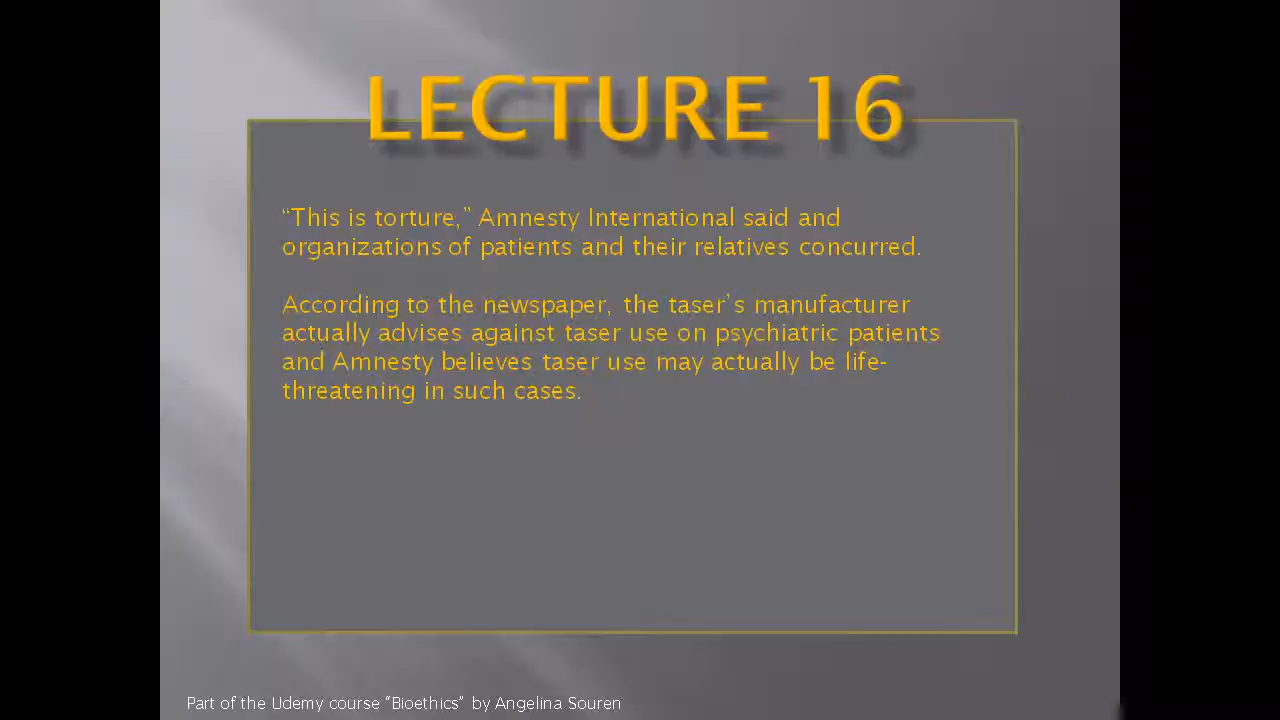 LECTURE 16
“This is torture,” Amnesty International said and
organizations of patients and their relatives concurred.
According to the newspaper, the taser’s manufacturer
actually advises against taser use on psychiatric patients
and Amnesty believes taser use may actually be life-
threatening in such cases.
Part of the Udemy course “Bioethics” by Angelina Souren